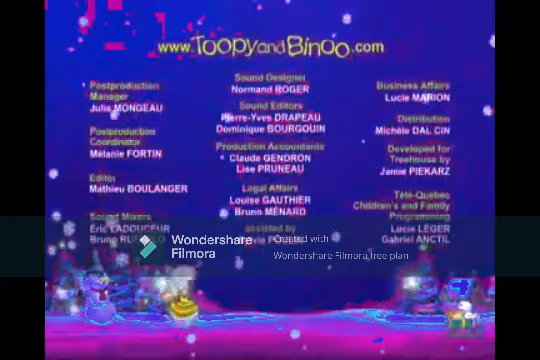 www.ToopyandBinoo.com
Postproduction
Manager
Julie MONGEAU
Postproduction
Coordinator
Mélanie FORTIN
Editor
Mathieu BOULANGER
Sound Mixers
Eric LADOUCEUR
Bruno
Sound Designer
Normand ROGER
Sound Editors
Pierre-Yves DRAPEAU
Dominique BOURGOUIN
Production Accountants
Claude GENDRON
Lise PRUNEAU
Legal Affairs
Louise GAUTHIER
Bruno MÉNARD
assisted by
Business Affairs
Lucie MARION
Distribution
Michèle DAL CIN
Developed for
Treehouse by
Jamie PIEKARZ
Télé-Québec
Children's and Family
Programming
Lucie LEGER
Gabriel ANCTIL
Wondershare
Filmora
Created with
Wondershare Filmora free plan